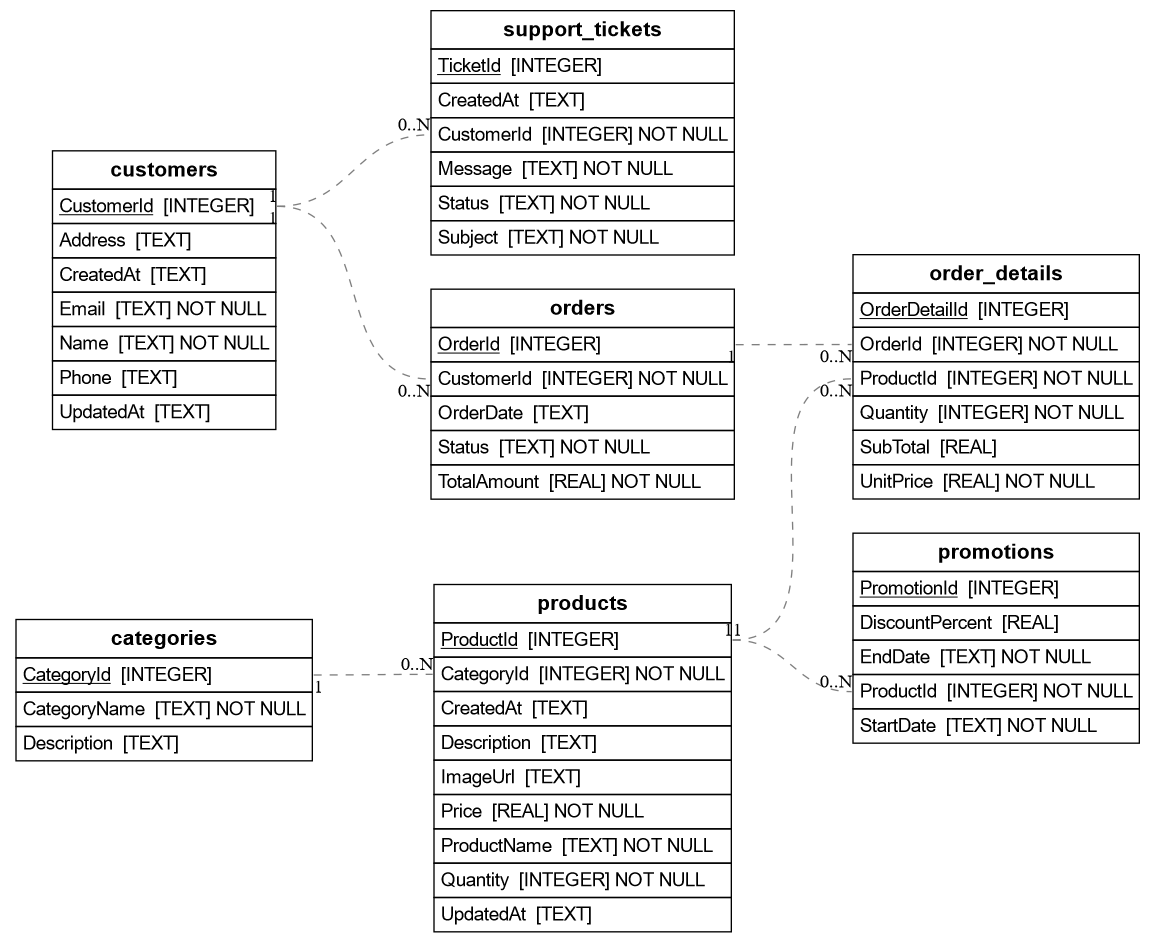 support_tickets
TicketId [INTEGER]
CreatedAt [TEXT]
CustomerId [INTEGER] NOT NULL
Message [TEXT] NOT NULL
Status [TEXT] NOT NULL
Subject [TEXT] NOT NULL
0..N
customers
CustomerId [INTEGER]
Address [TEXT]
CreatedAt [TEXT]
Email [TEXT] NOT NULL
Name [TEXT] NOT NULL
Phone [TEXT]
UpdatedAt [TEXT]
1
1
orders
OrderId [INTEGER]
CustomerId [INTEGER] NOT NULL
OrderDate [TEXT]
Status [TEXT] NOT NULL
TotalAmount [REAL] NOT NULL
0..N
1
order_details
OrderDetailId [INTEGER]
OrderId [INTEGER] NOT NULL
ProductId [INTEGER] NOT NULL
Quantity [INTEGER] NOT NULL
SubTotal [REAL]
UnitPrice [REAL] NOT NULL
0..N
0..N
promotions
PromotionId [INTEGER]
DiscountPercent [REAL]
EndDate [TEXT] NOT NULL
ProductId [INTEGER] NOT NULL
StartDate [TEXT] NOT NULL
0..N
products
ProductId [INTEGER]
CategoryId [INTEGER] NOT NULL
CreatedAt [TEXT]
Description [TEXT]
ImageUrl [TEXT]
Price [REAL] NOT NULL
ProductName [TEXT] NOT NULL
Quantity [INTEGER] NOT NULL
UpdatedAt [TEXT]
1
1
0..N
categories
CategoryId [INTEGER]
CategoryName [TEXT] NOT NULL
Description [TEXT]
1